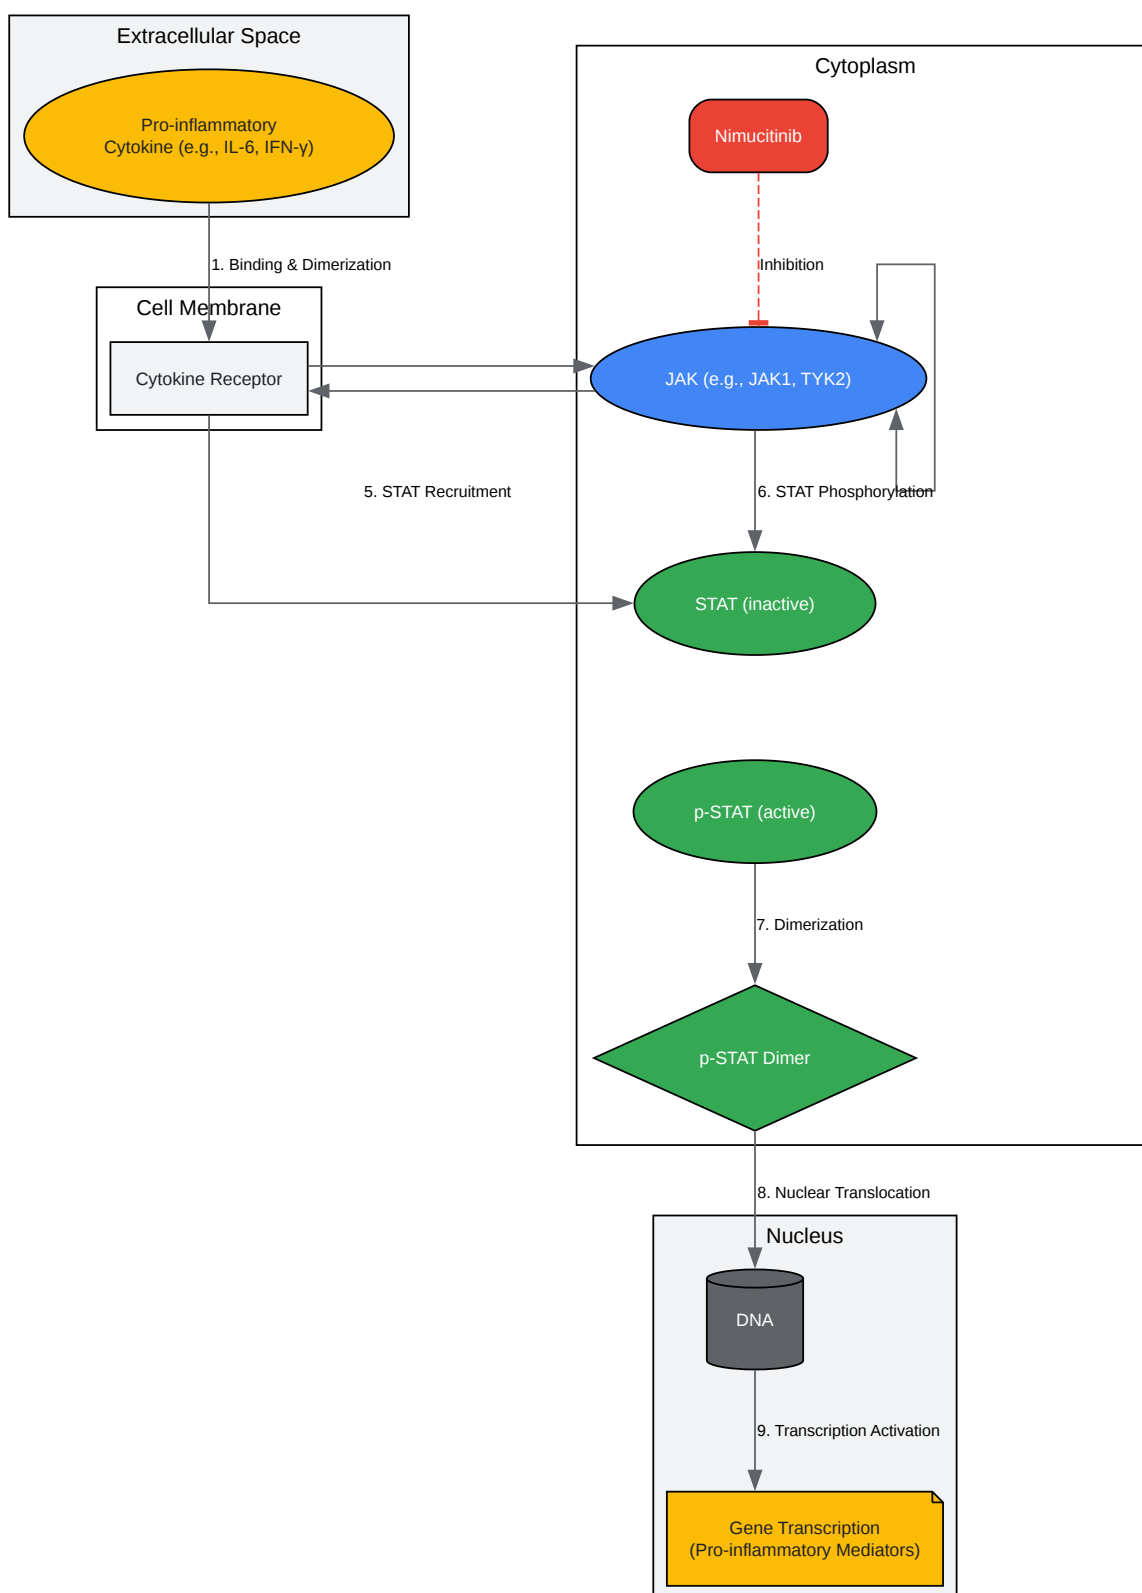 Extracellular Space
Pro-inflammatory
Cytokine (e.g., IL-6, IFN-γ)
Cytoplasm
Nimucitinib
1. Binding & Dimerization
Inhibition
Cell Membrane
Cytokine Receptor
JAK (e.g., JAK1, TYK2)
5. STAT Recruitment
6. STAT Phosphorylation
STAT (inactive)
p-STAT (active)
7. Dimerization
p-STAT Dimer
8. Nuclear Translocation
Nucleus
DNA
9. Transcription Activation
Gene Transcription
(Pro-inflammatory Mediators)